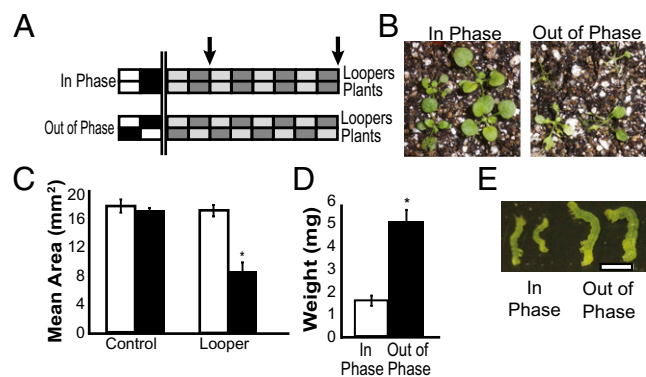 A
In Phase
Loopers
Plants
Out of Phase
Loopers
Plants
B
In Phase
Out of Phase
C
Mean Area (mm²)
20
16
12
8
4
0
Control
Looper
*
D
Weight (mg)
6
5
4
3
2
1
0
*
In
Phase
Out of
Phase
E
In
Phase
Out of
Phase